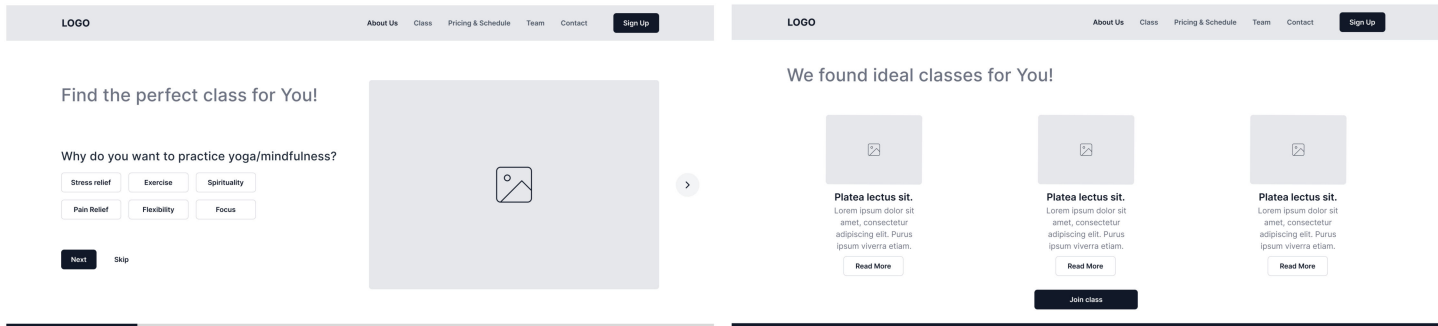 LOGO
About Us Class Pricing & Schedule Team Contact Sign Up
Find the perfect class for You!
Why do you want to practice yoga/mindfulness?
Stress relief Exercise Spirituality
Pain Relief Flexibility Focus
Next Skip
LOGO
About Us Class Pricing & Schedule Team Contact Sign Up
We found ideal classes for You!
Platea lectus sit.
Lorem ipsum dolor sit
amet, consectetur
adipiscing elit. Purus
ipsum viverra etiam.
Read More
Platea lectus sit.
Lorem ipsum dolor sit
amet, consectetur
adipiscing elit. Purus
ipsum viverra etiam.
Read More
Platea lectus sit.
Lorem ipsum dolor sit
amet, consectetur
adipiscing elit. Purus
ipsum viverra etiam.
Read More
Join class